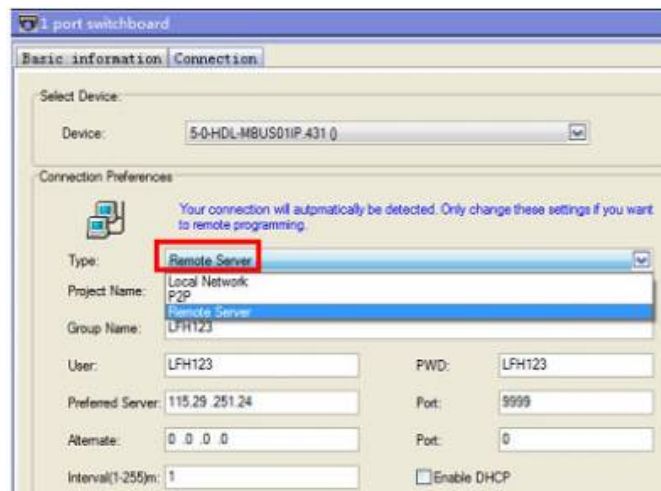 1 port switchboard
Basic information Connection
Select Device:
Device: 5-0-HDL-MBUS01IP.431 ()
Connection Preferences
Your connection will autpmatically be detected. Only change these settings if you want
to remote programming.
Type: Remote Server
Local Network
Project Name: P2P
Remote Server
Group Name: LFH123
User: LFH123 PWD: LFH123
Preferred Server: 115.29 .251.24 Port: 9999
Alternate: 0 .0 .0 .0 Port: 0
Interval(1-255)m: 1 Enable DHCP